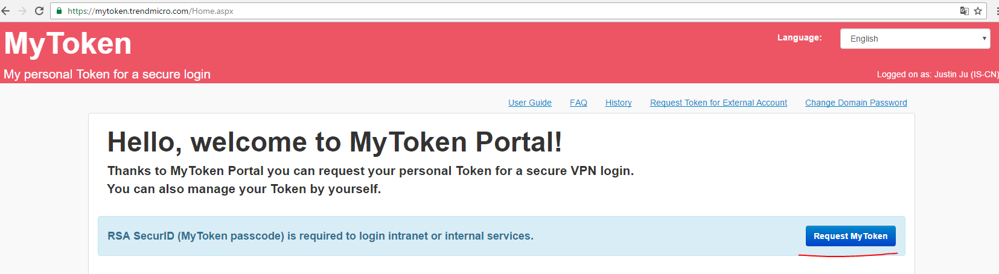 https://mytoken.trendmicro.com/Home.aspx
MyToken
Language:
English
My personal Token for a secure login
Logged on as: Justin Ju (IS-CN)
User Guide FAQ History Request Token for External Account Change Domain Password
Hello, welcome to MyToken Portal!
Thanks to MyToken Portal you can request your personal Token for a secure VPN login.
You can also manage your Token by yourself.
RSA SecurID (MyToken passcode) is required to login intranet or internal services.
Request MyToken